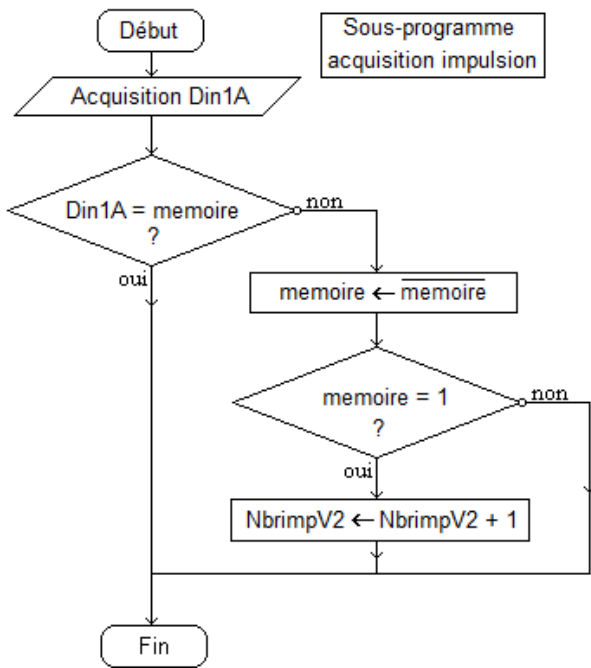 Début
Sous-programme
acquisition impulsion
Acquisition Din1A
Din1A = memoire
?
non
oui
memoire ← m̅e̅m̅o̅i̅r̅e̅
memoire = 1
?
non
oui
NbrimpV2 ← NbrimpV2 + 1
Fin